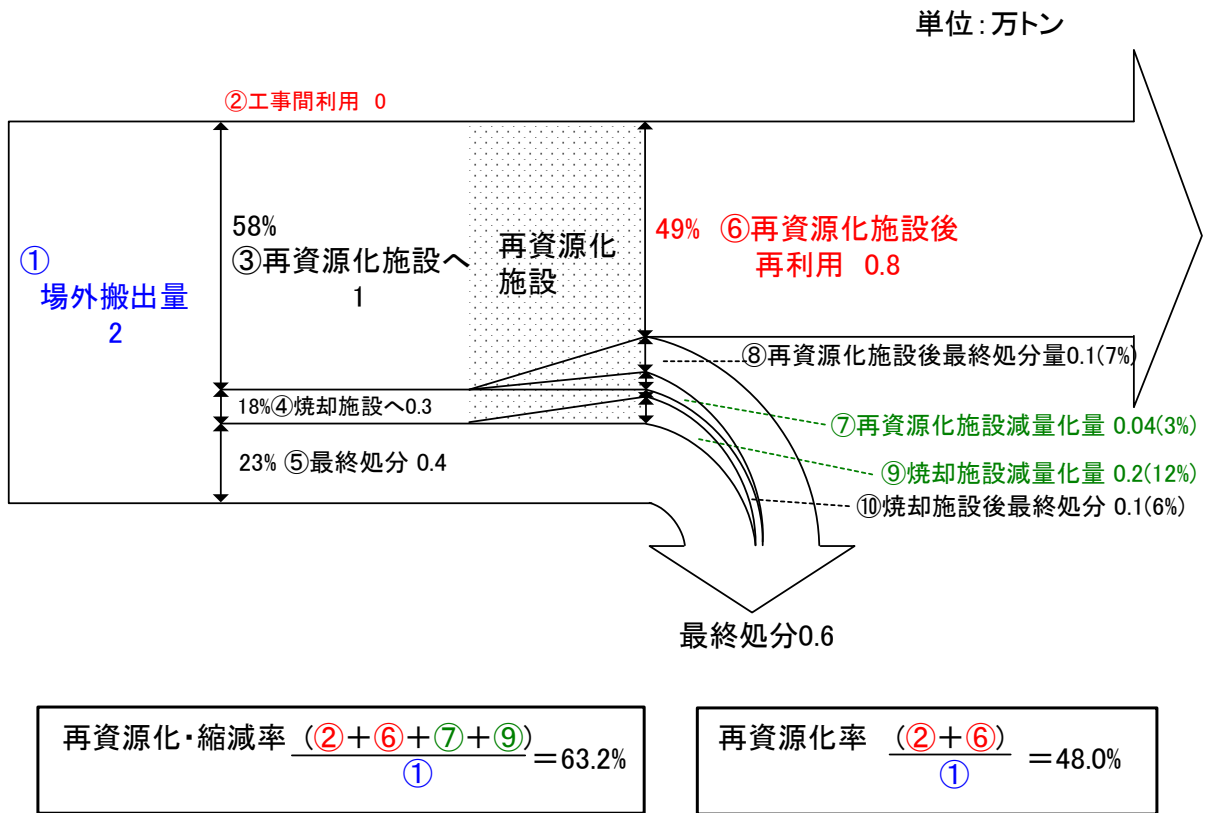 単位：万トン
②工事間利用 0
①
場外搬出量
2
58%
③再資源化施設へ
1
再資源化
施設
49% ⑥再資源化施設後
再利用 0.8
⑧再資源化施設後最終処分量0.1(7%)
18%④焼却施設へ0.3
⑦再資源化施設減量化量 0.04(3%)
23% ⑤最終処分 0.4
⑨焼却施設減量化量 0.2(12%)
⑩焼却施設後最終処分 0.1(6%)
最終処分0.6
再資源化・縮減率 (②＋⑥＋⑦＋⑨)
①
＝63.2%
再資源化率 (②＋⑥)
①
＝48.0%